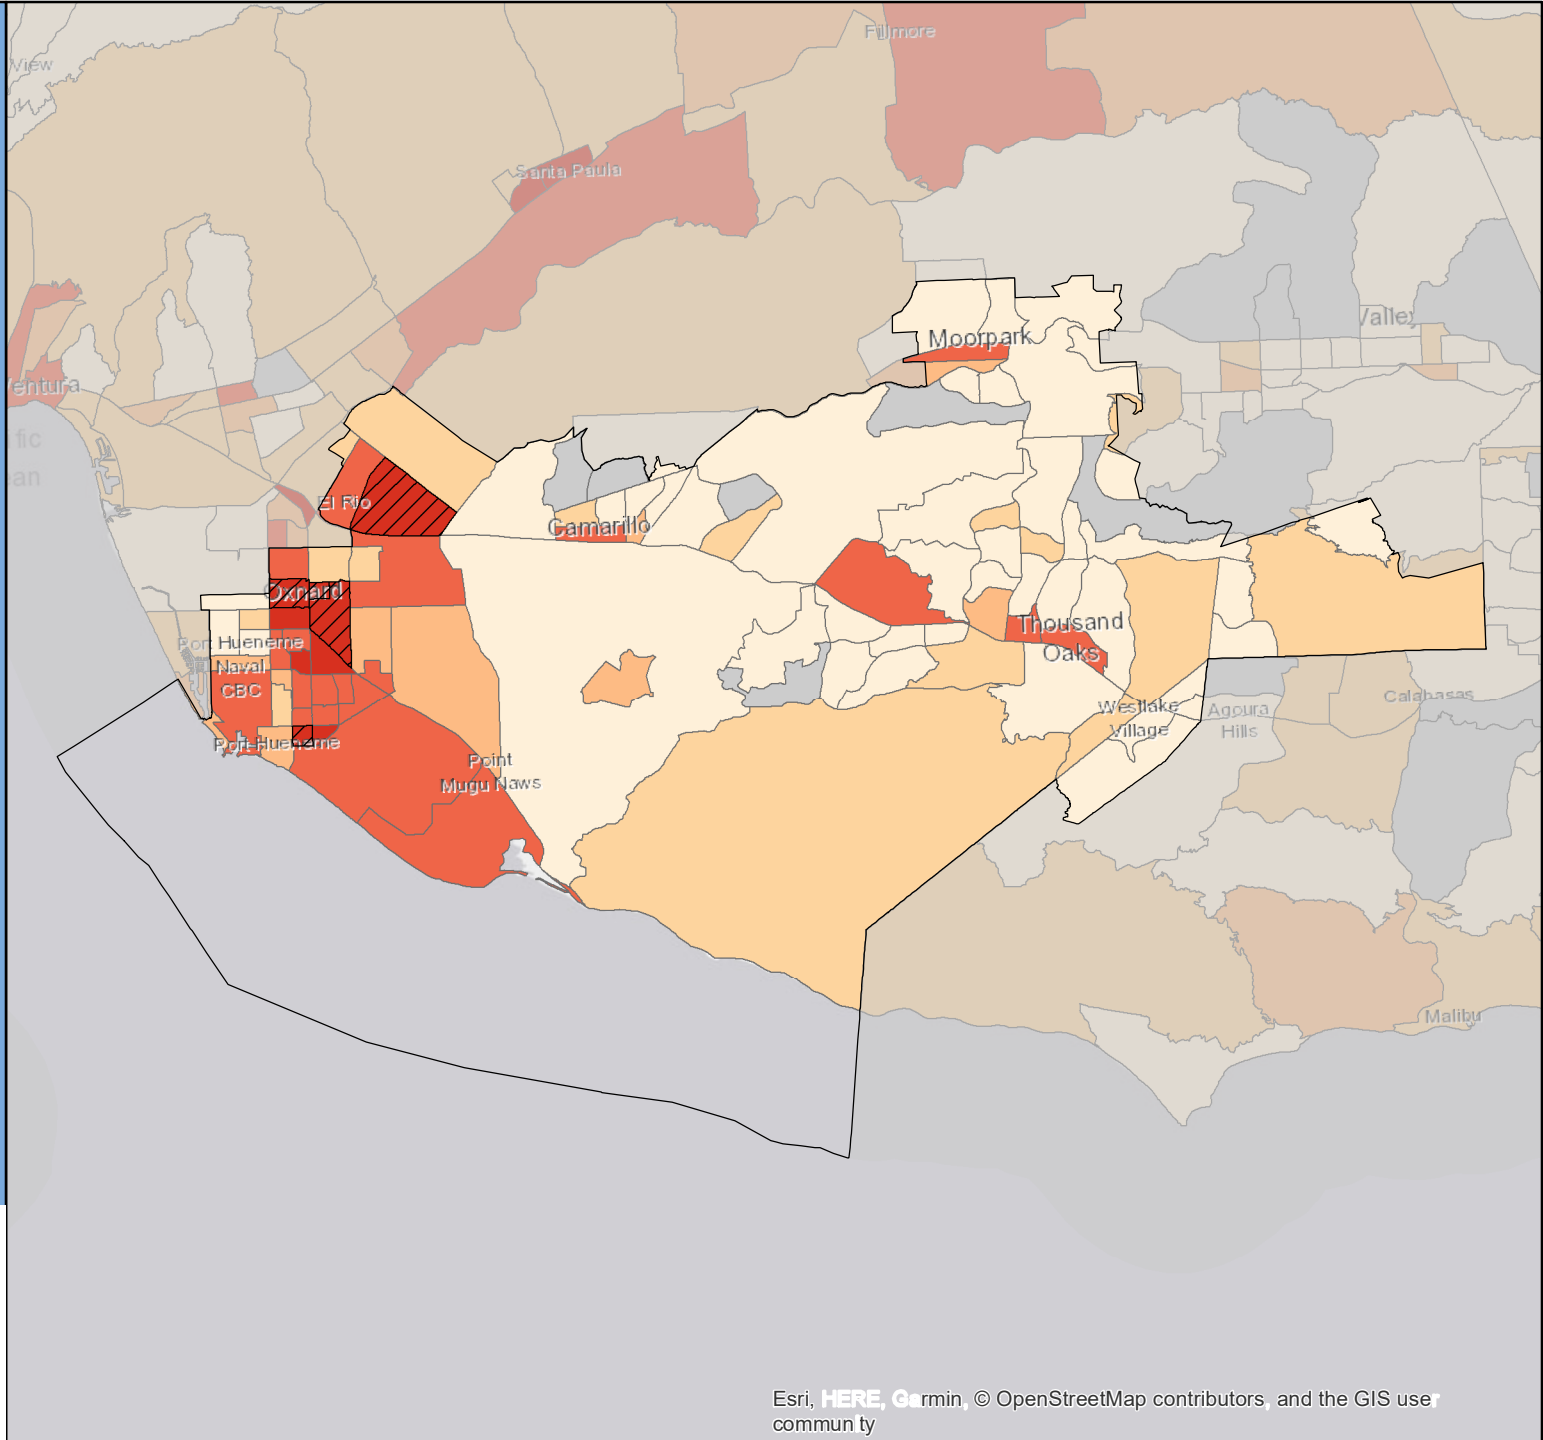 Fillmore
View
Santa Paula
Valley
Moorpark
Ventura
ific
ean
El Rio
Camarillo
Oxnard
Thousand
Oaks
Port Hueneme
Naval
CBC
Calabasas
Westlake
Village
Agoura
Hills
Port Hueneme
Point
Mugu Naws
Malibu
Esri, HERE, Garmin, © OpenStreetMap contributors, and the GIS user
community